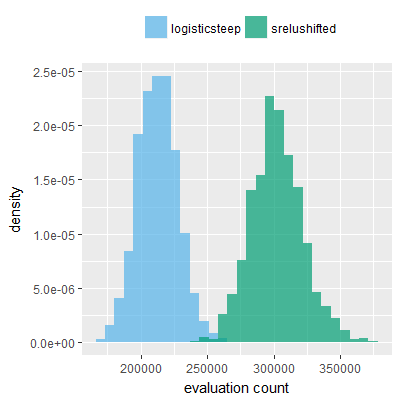 logisticsteep srelushifted
2.5e-05
2.0e-05
1.5e-05
1.0e-05
5.0e-06
0.0e+00
density
200000 250000 300000 350000
evaluation count